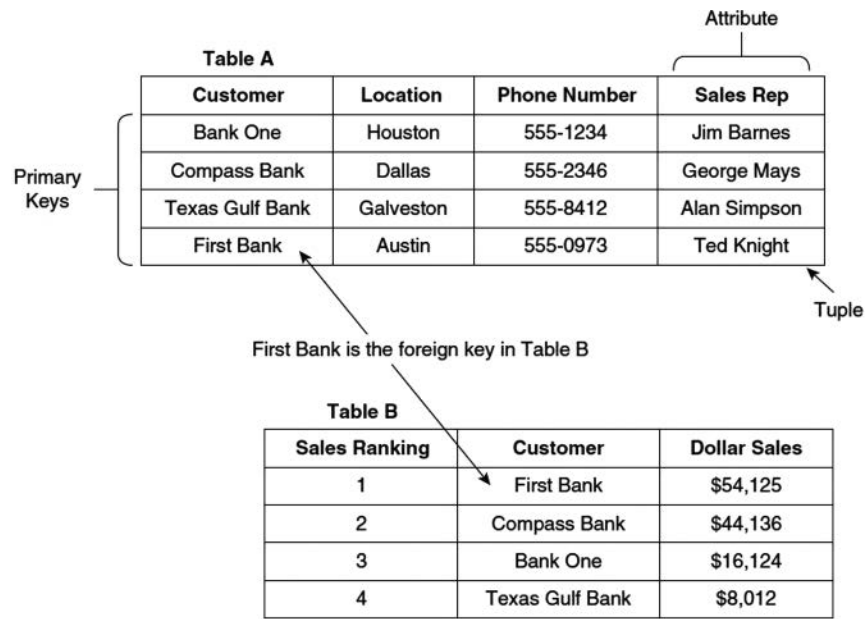 Attribute
Table A
Customer Location Phone Number Sales Rep
Bank One Houston 555-1234 Jim Barnes
Compass Bank Dallas 555-2346 George Mays
Texas Gulf Bank Galveston 555-8412 Alan Simpson
First Bank Austin 555-0973 Ted Knight
Primary
Keys
Tuple
First Bank is the foreign key in Table B
Table B
Sales Ranking Customer Dollar Sales
1 First Bank $54,125
2 Compass Bank $44,136
3 Bank One $16,124
4 Texas Gulf Bank $8,012